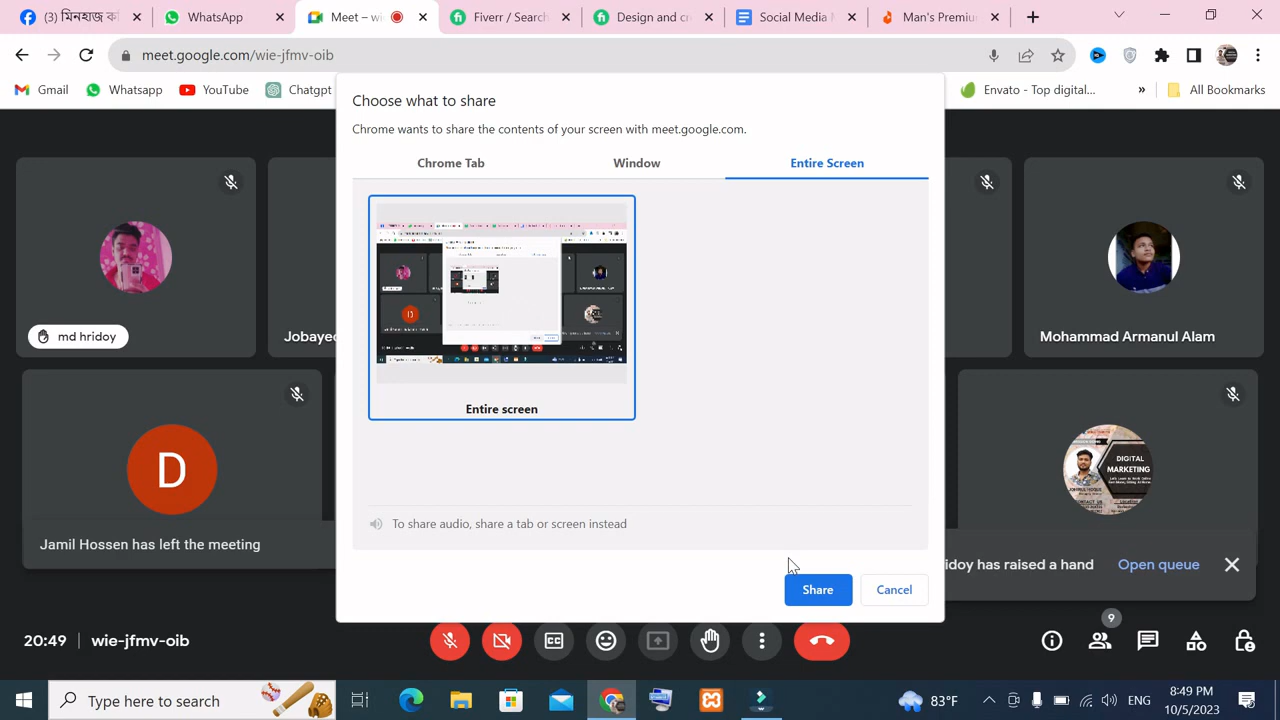 (3) মিনহাজ কা
WhatsApp
Meet – wie
Fiverr / Search
Design and cr
Social Media M
Man's Premiu
meet.google.com/wie-jfmv-oib
Gmail
Whatsapp
YouTube
Chatgpt
Envato - Top digital...
»
All Bookmarks
Choose what to share
Chrome wants to share the contents of your screen with meet.google.com.
Chrome Tab
Window
Entire Screen
Entire screen
To share audio, share a tab or screen instead
Share
Cancel
md hridoy
Jobayed
Mohammad Armanul Alam
D
DIGITAL
MARKETING
Jamil Hossen has left the meeting
idoy has raised a hand
Open queue
20:49
wie-jfmv-oib
9
Type here to search
83°F
ENG
8:49 PM
10/5/2023